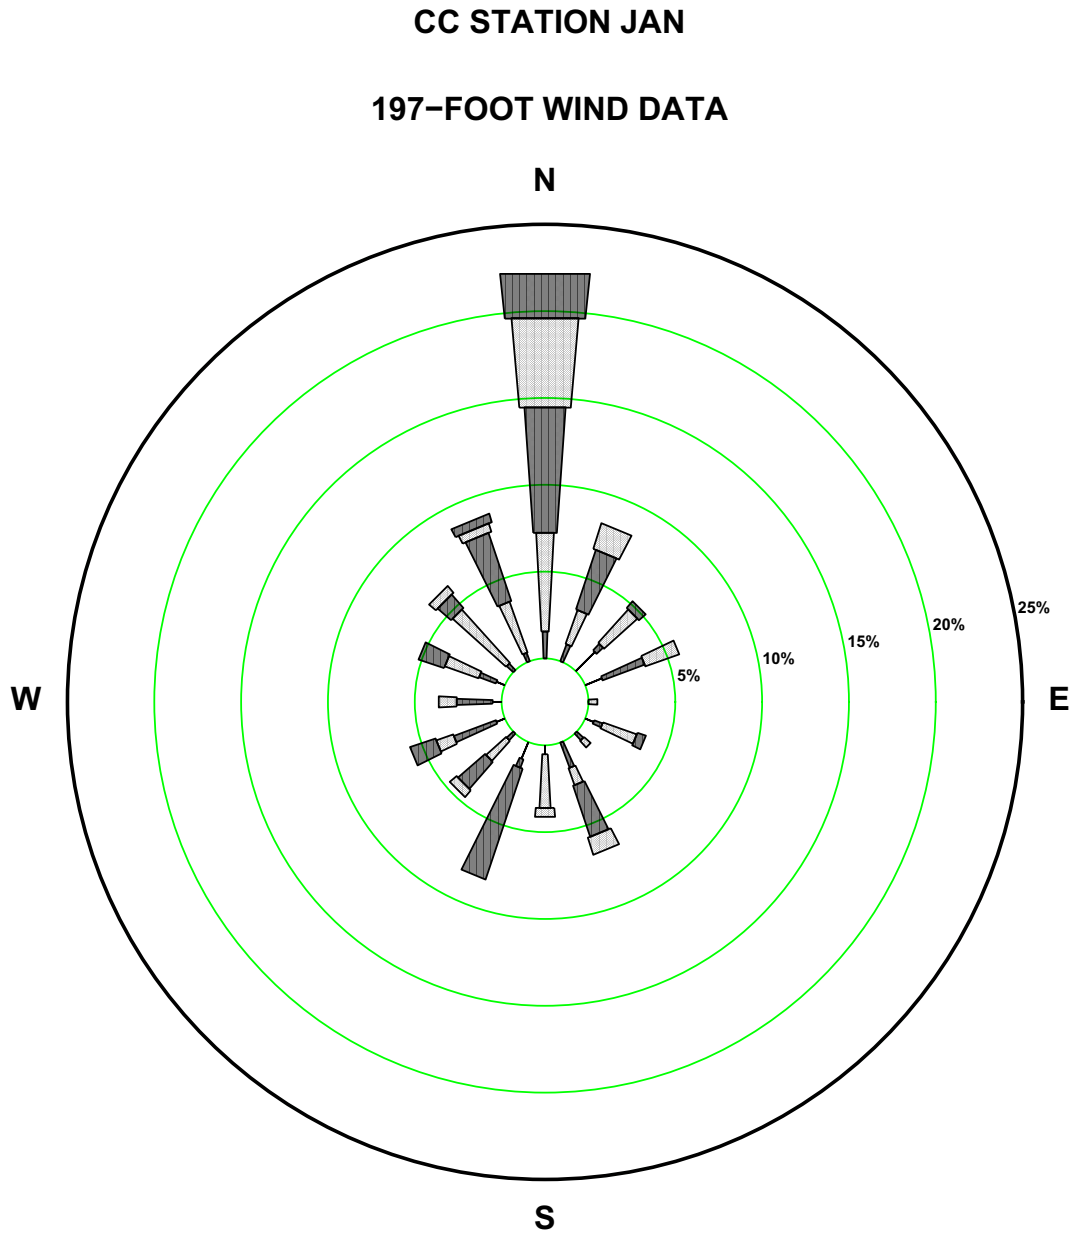 CC STATION JAN
197−FOOT WIND DATA
N
25%
20%
15%
10%
5%
W
E
S